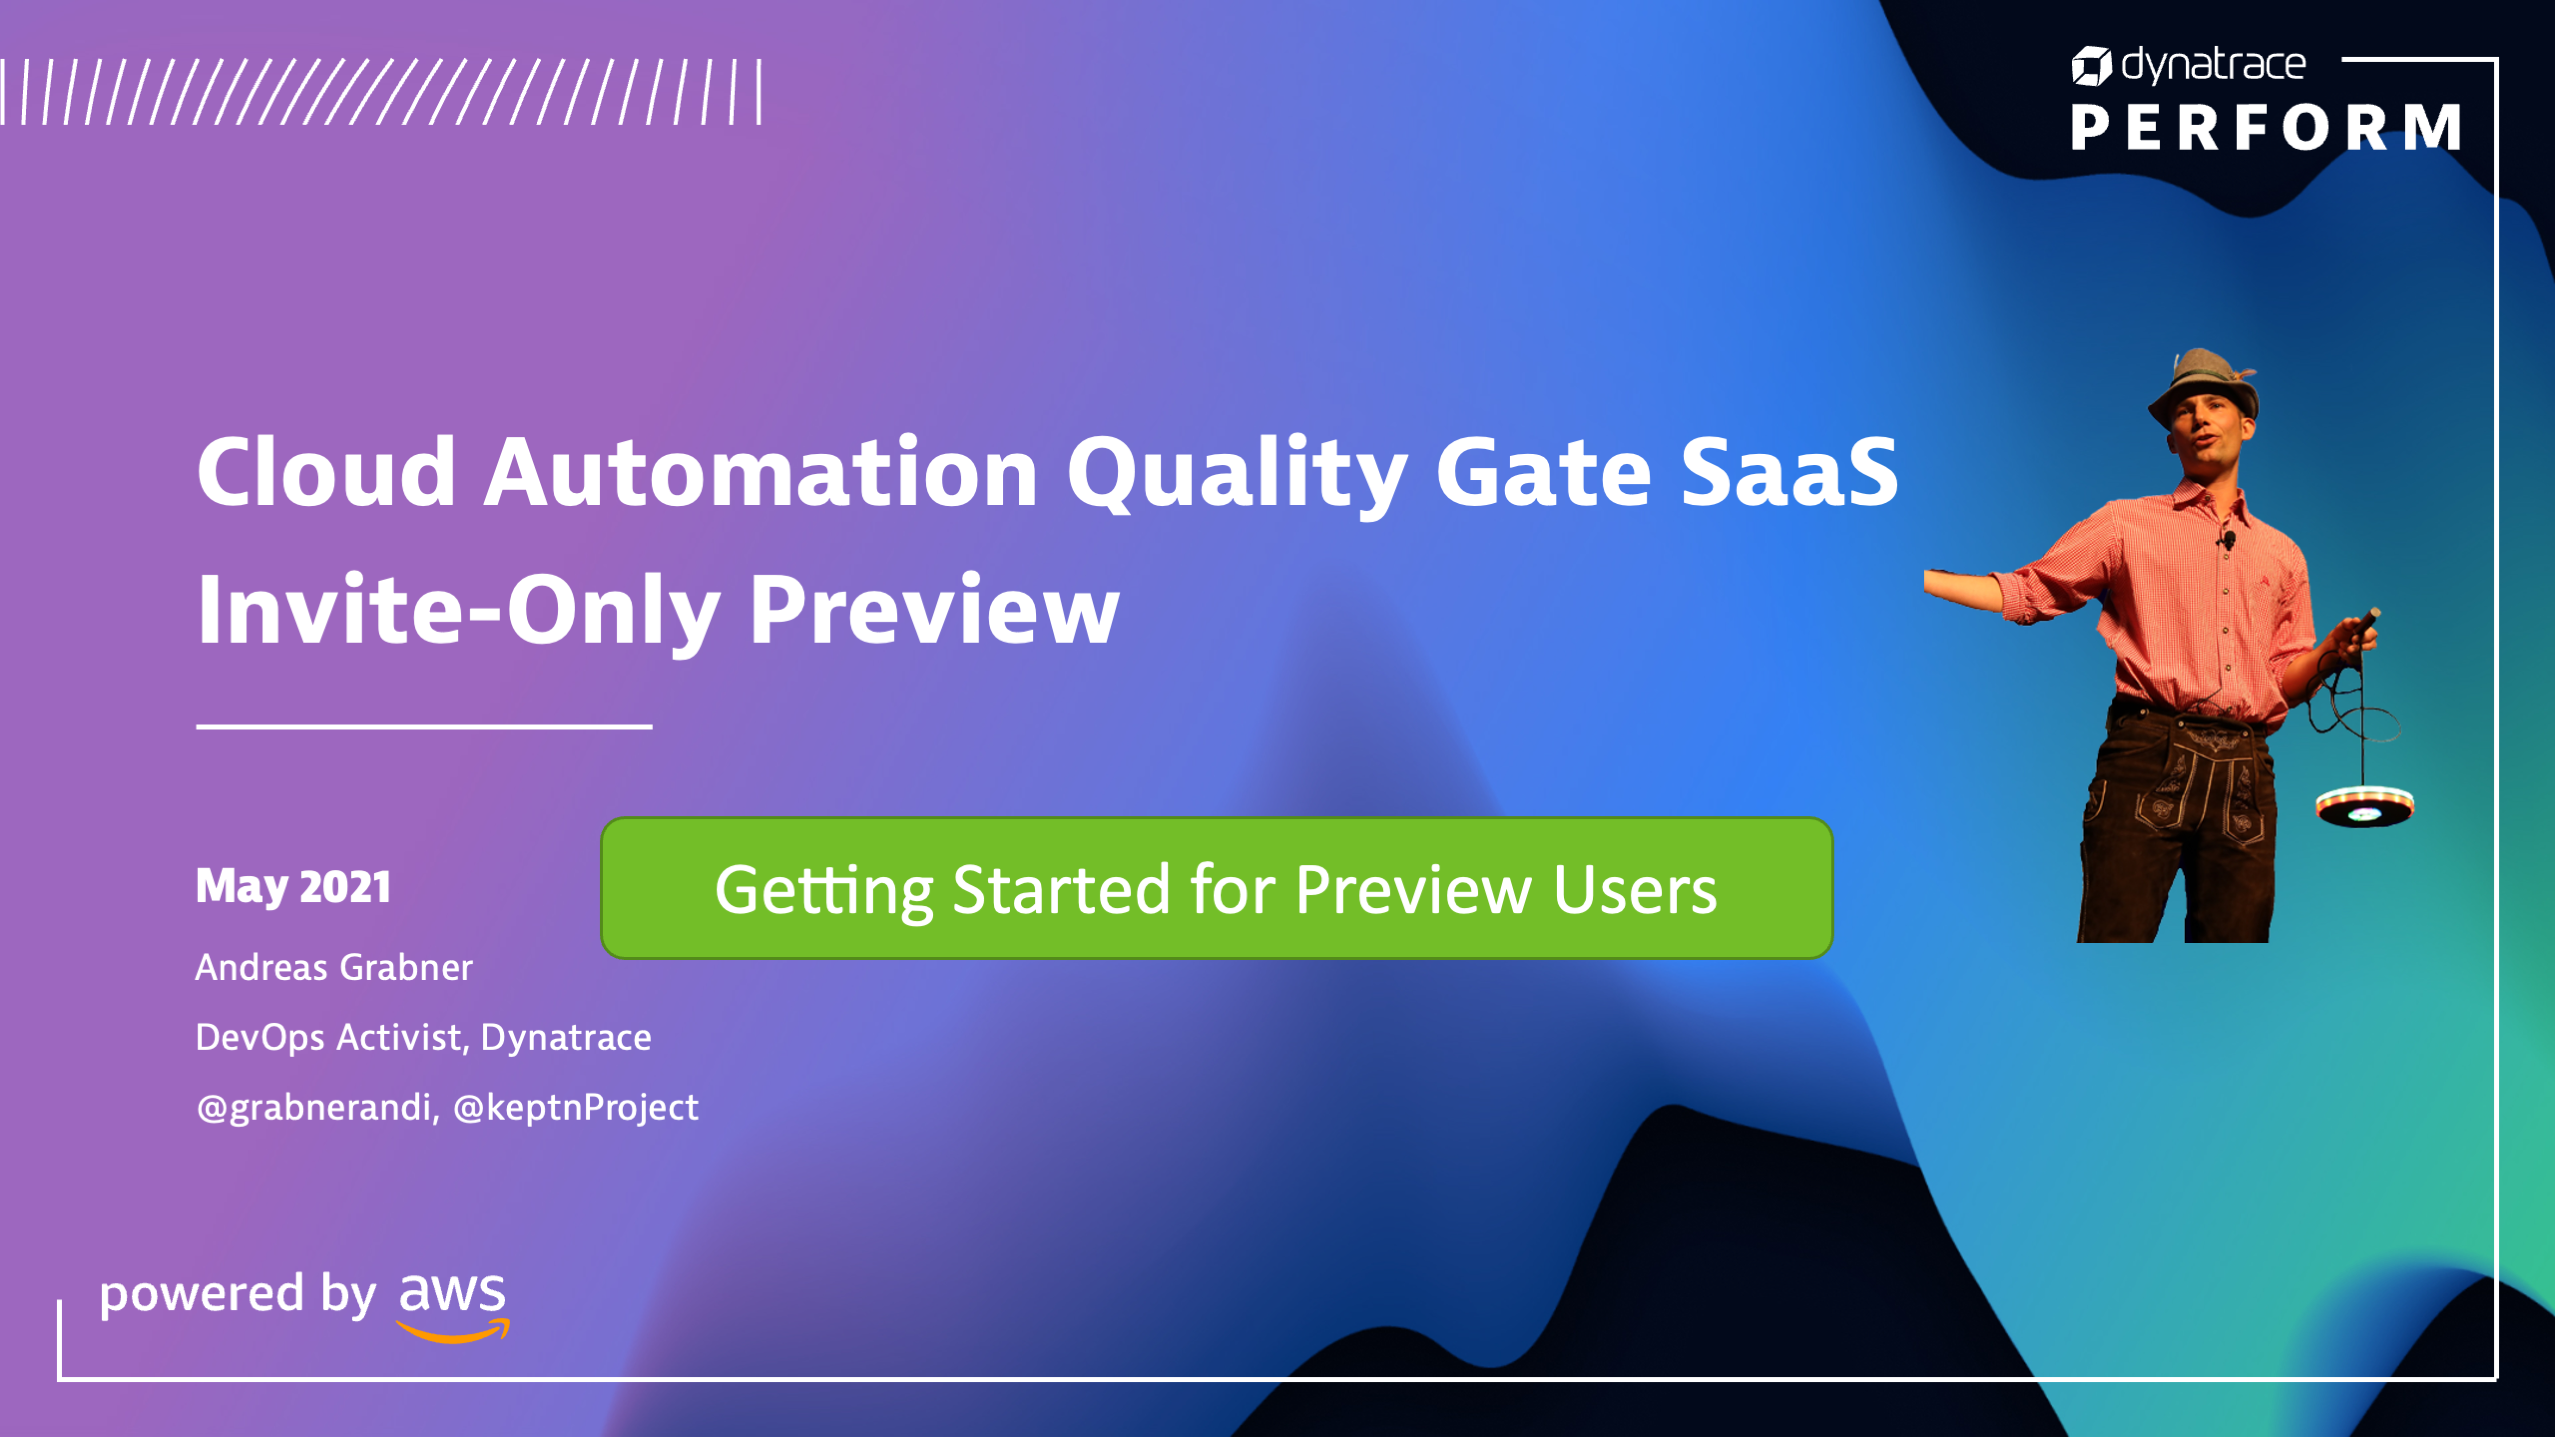 dynatrace
PERFORM
Cloud Automation Quality Gate SaaS
Invite-Only Preview
Getting Started for Preview Users
May 2021
Andreas Grabner
DevOps Activist, Dynatrace
@grabnerandi, @keptnProject
powered by aws